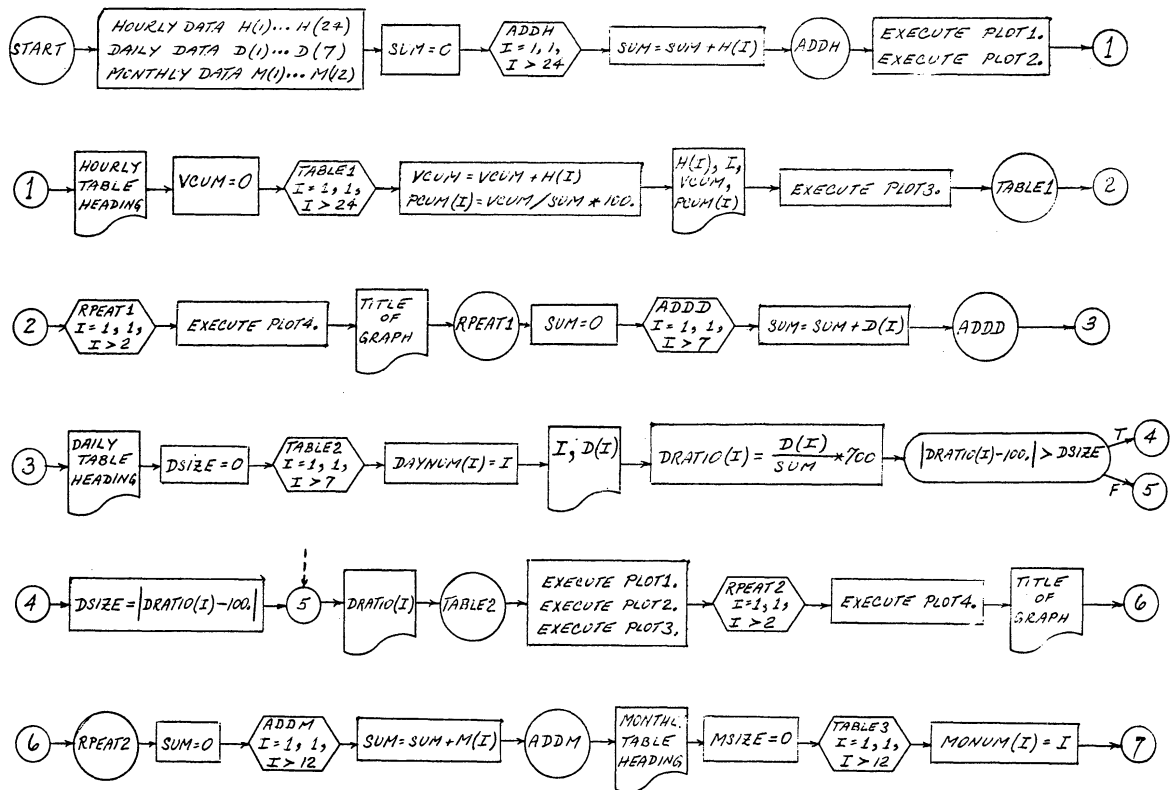 START
HOURLY DATA H(1)... H(24)
DAILY DATA D(1)... D(7)
MONTHLY DATA M(1)... M(12)
SUM=0
ADDH
I=1,1,
I > 24
SUM=SUM+H(I)
ADDH
EXECUTE PLOT1.
EXECUTE PLOT2.
1
1
HOURLY
TABLE
HEADING
VCUM=0
TABLE1
I=1, 1,
I>24
VCUM=VCUM+H(I)
PCUM(I)=VCUM/SUM*100.
H(I), I,
VCUM,
PCUM(I)
EXECUTE PLOT3.
TABLE1
2
2
RPEAT1
I=1, 1,
I>2
EXECUTE PLOT4.
TITLE
OF
GRAPH
RPEAT1
SUM=0
ADDD
I=1, 1,
I>7
SUM=SUM+D(I)
ADDD
3
3
DAILY
TABLE
HEADING
DSIZE=0
TABLE2
I=1, 1,
I>7
DAYNUM(I)=I
I, D(I)
DRATIO(I)=D(I)/SUM*700
|DRATIO(I)-100.|>DSIZE
T
4
F
5
4
DSIZE=|DRATIO(I)-100.|
5
DRATIO(I)
TABLE2
EXECUTE PLOT1.
EXECUTE PLOT2.
EXECUTE PLOT3.
RPEAT2
I=1,1,
I>2
EXECUTE PLOT4.
TITLE
OF
GRAPH
6
6
RPEAT2
SUM=0
ADDM
I=1, 1,
I>12
SUM=SUM+M(I)
ADDM
MONTHL.
TABLE
HEADING
MSIZE=0
TABLE3
I=1, 1,
I>12
MONUM(I)=I
7